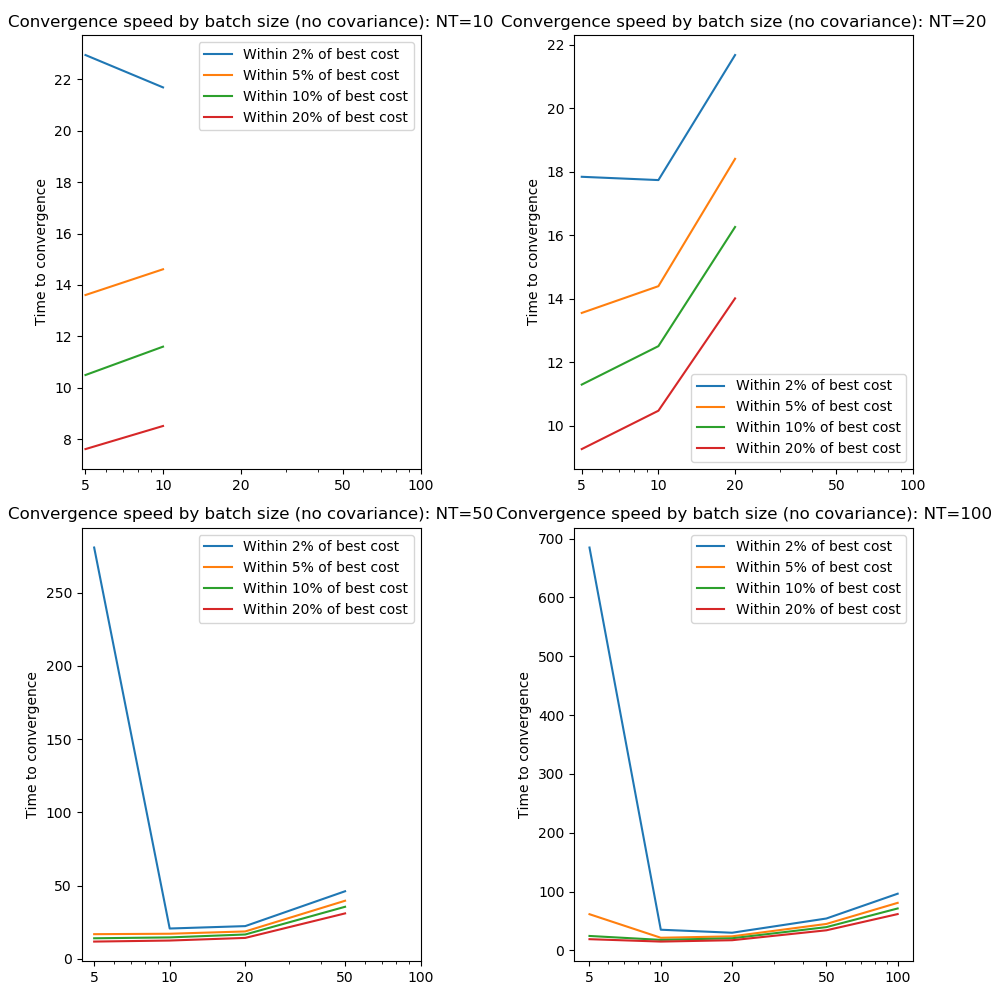 Convergence speed by batch size (no covariance): NT=10
Time to convergence
22
20
18
16
14
12
10
8
5
10
20
50
100
Within 2% of best cost
Within 5% of best cost
Within 10% of best cost
Within 20% of best cost
Convergence speed by batch size (no covariance): NT=20
Time to convergence
22
20
18
16
14
12
10
5
10
20
50
100
Within 2% of best cost
Within 5% of best cost
Within 10% of best cost
Within 20% of best cost
Convergence speed by batch size (no covariance): NT=50
Time to convergence
250
200
150
100
50
0
5
10
20
50
100
Within 2% of best cost
Within 5% of best cost
Within 10% of best cost
Within 20% of best cost
Convergence speed by batch size (no covariance): NT=100
Time to convergence
700
600
500
400
300
200
100
0
5
10
20
50
100
Within 2% of best cost
Within 5% of best cost
Within 10% of best cost
Within 20% of best cost